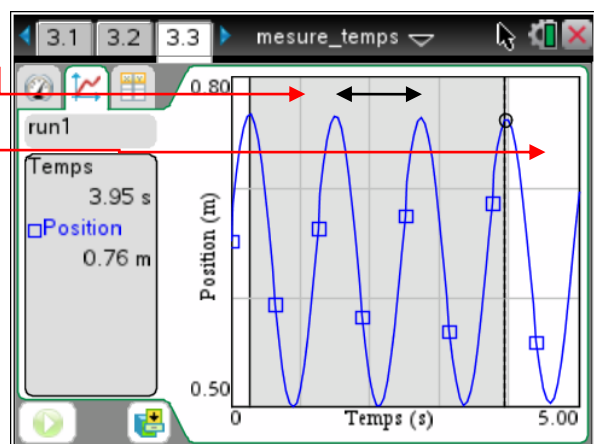 3.1 3.2 3.3 mesure_temps
run1
Temps
3.95 s
Position
0.76 m
0.80
Position (m)
0.50
0 Temps (s) 5.00